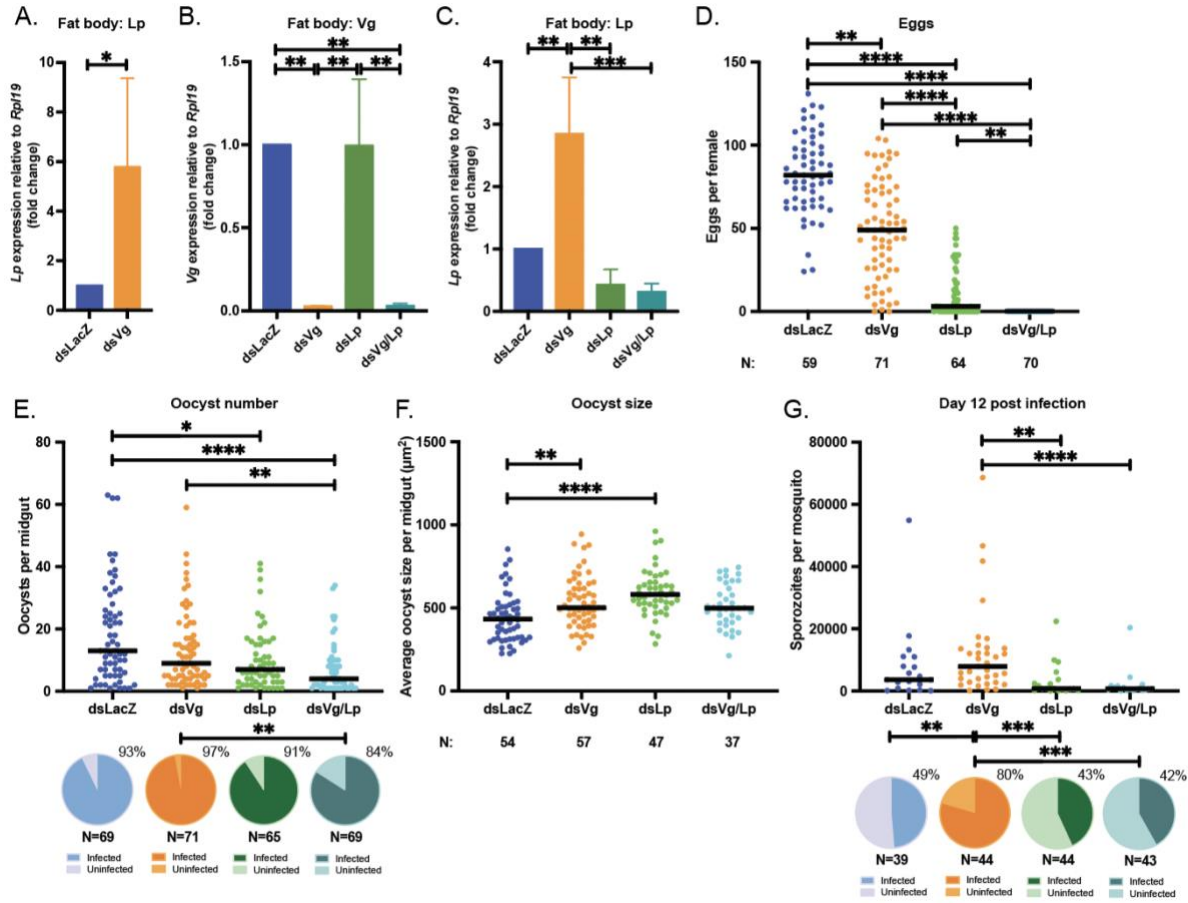 A.
Fat body: Lp
*
Lp expression relative to Rpl19
(fold change)
10
8
6
4
2
0
dsLacZ
dsVg
B.
Fat body: Vg
**
** ** **
Vg expression relative to Rpl19
(fold change)
1.5
1.0
0.5
0.0
dsLacZ
dsVg
dsLp
dsVg/Lp
C.
Fat body: Lp
** **
***
Lp expression relative to Rpl19
(fold change)
4
3
2
1
0
dsLacZ
dsVg
dsLp
dsVg/Lp
D.
Eggs
**
****
****
****
****
**
Eggs per female
150
100
50
0
dsLacZ dsVg dsLp dsVg/Lp
N: 59 71 64 70
E.
Oocyst number
*
****
**
Oocysts per midgut
80
60
40
20
0
dsLacZ dsVg dsLp dsVg/Lp
**
93% 97% 91% 84%
N=69 N=71 N=65 N=69
Infected Infected Infected Infected
Uninfected Uninfected Uninfected Uninfected
F.
Oocyst size
**
****
Average oocyst size per midgut (µm²)
1500
1000
500
0
dsLacZ dsVg dsLp dsVg/Lp
N: 54 57 47 37
G.
Day 12 post infection
**
****
Sporozoites per mosquito
80000
60000
40000
20000
0
dsLacZ dsVg dsLp dsVg/Lp
** ***
***
49% 80% 43% 42%
N=39 N=44 N=44 N=43
Infected Infected Infected Infected
Uninfected Uninfected Uninfected Uninfected